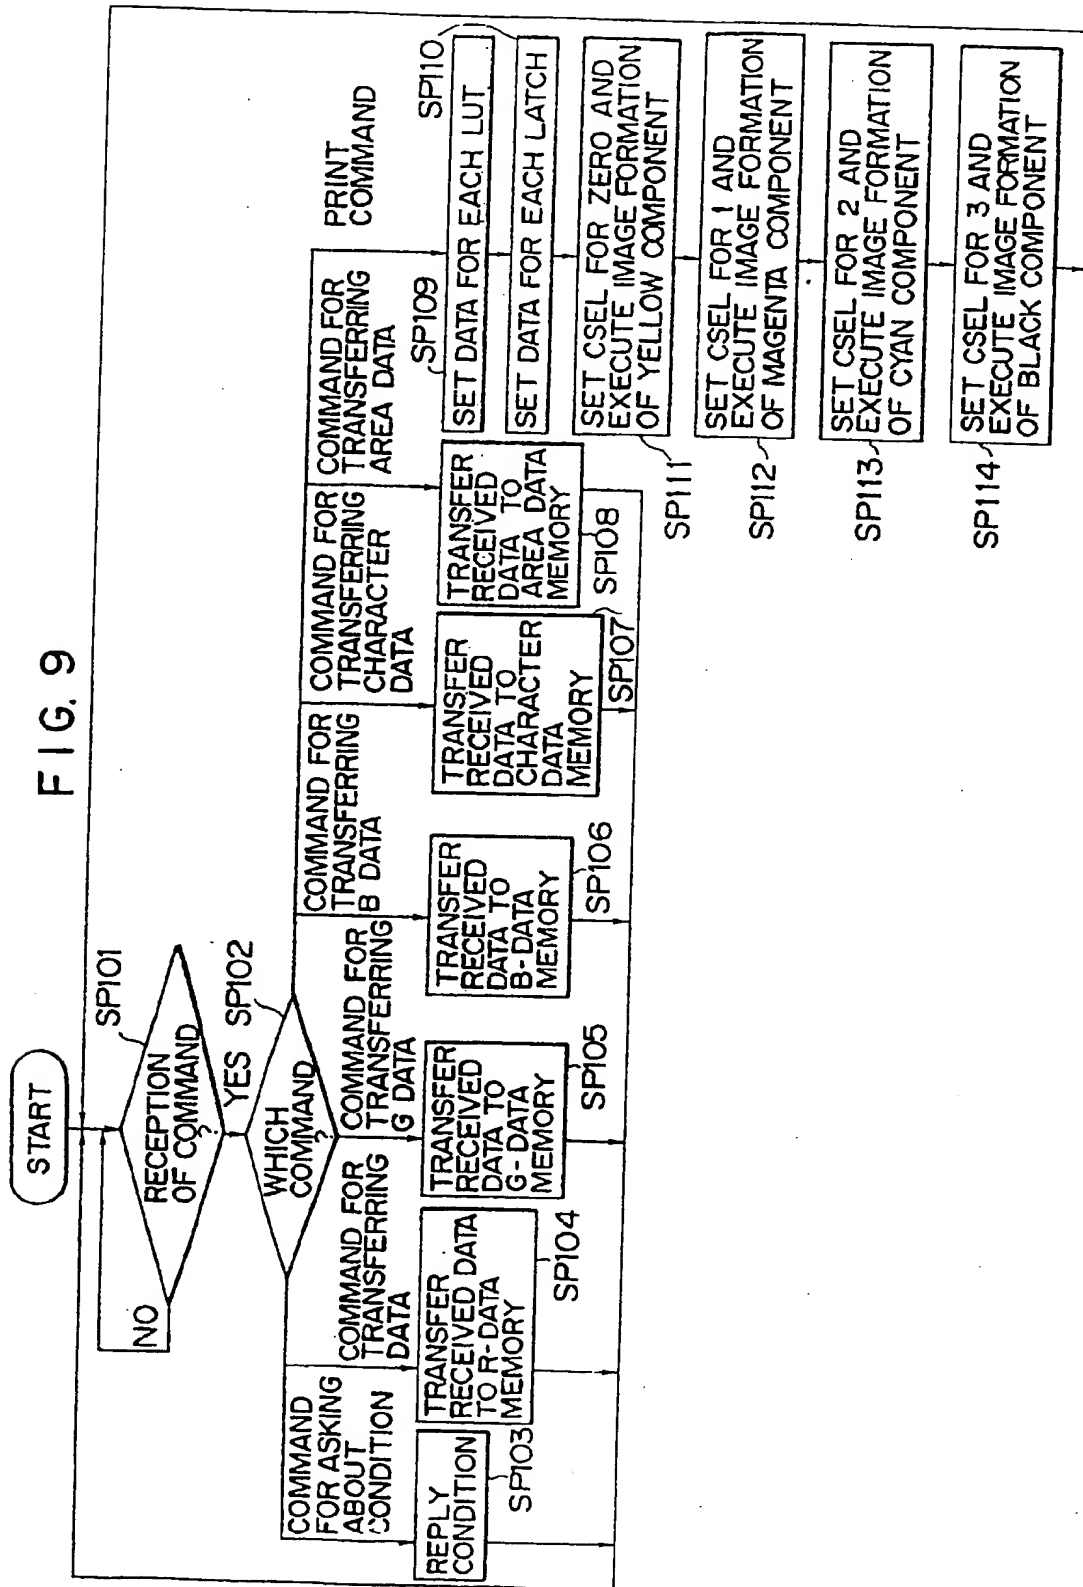 FIG. 9
START
SP101
RECEPTION
OF COMMAND
?
NO
YES
SP102
WHICH
COMMAND
?
COMMAND
FOR ASKING
ABOUT
CONDITION
COMMAND FOR
TRANSFERRING
DATA
COMMAND FOR
TRANSFERRING
G DATA
COMMAND FOR
TRANSFERRING
B DATA
COMMAND FOR
TRANSFERRING
CHARACTER
DATA
COMMAND FOR
TRANSFERRING
AREA DATA
PRINT
COMMAND
REPLY
CONDITION
SP103
TRANSFER
RECEIVED DATA
TO R-DATA
MEMORY
SP104
TRANSFER
RECEIVED
DATA TO
G-DATA
MEMORY
SP105
TRANSFER
RECEIVED
DATA TO
B-DATA
MEMORY
SP106
TRANSFER
RECEIVED
DATA TO
CHARACTER
DATA
MEMORY
SP107
TRANSFER
RECEIVED
DATA TO
AREA DATA
MEMORY
SP108
SP109
SET DATA FOR EACH LUT
SP110
SET DATA FOR EACH LATCH
SET CSEL FOR ZERO AND
EXECUTE IMAGE FORMATION
OF YELLOW COMPONENT
SP111
SET CSEL FOR 1 AND
EXECUTE IMAGE FORMATION
OF MAGENTA COMPONENT
SP112
SET CSEL FOR 2 AND
EXECUTE IMAGE FORMATION
OF CYAN COMPONENT
SP113
SET CSEL FOR 3 AND
EXECUTE IMAGE FORMATION
OF BLACK COMPONENT
SP114